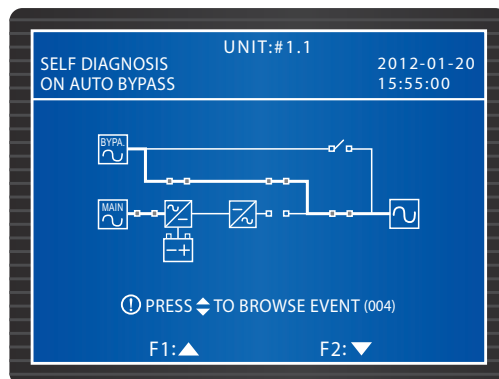 UNIT:#1.1
SELF DIAGNOSIS
2012-01-20
ON AUTO BYPASS
15:55:00
BYPA.
MAIN
PRESS TO BROWSE EVENT (004)
F1: F2: